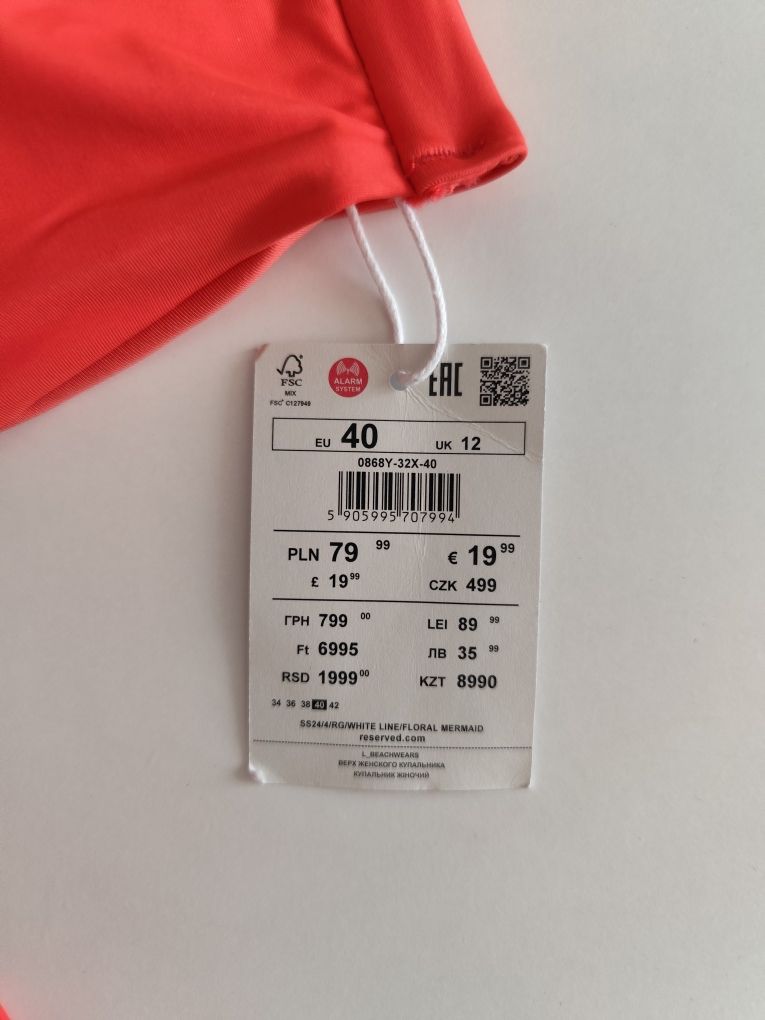 FSC
MIX
FSC® C127949
ALARM
SYSTEM
EAC
EU 40 UK 12
0868Y-32X-40
5 905995 707994
PLN 79 99 € 19 99
£ 19 99 CZK 499
ГРН 799 00 LEI 89 99
Ft 6995 ЛВ 35 99
RSD 1999 00 KZT 8990
34 36 38 40 42
SS24/4/RG/WHITE LINE/FLORAL MERMAID
reserved.com
L_BEACHWEARS
ВЕРХ ЖЕНСКОГО КУПАЛЬНИКА
КУПАЛЬНИК ЖІНОЧИЙ